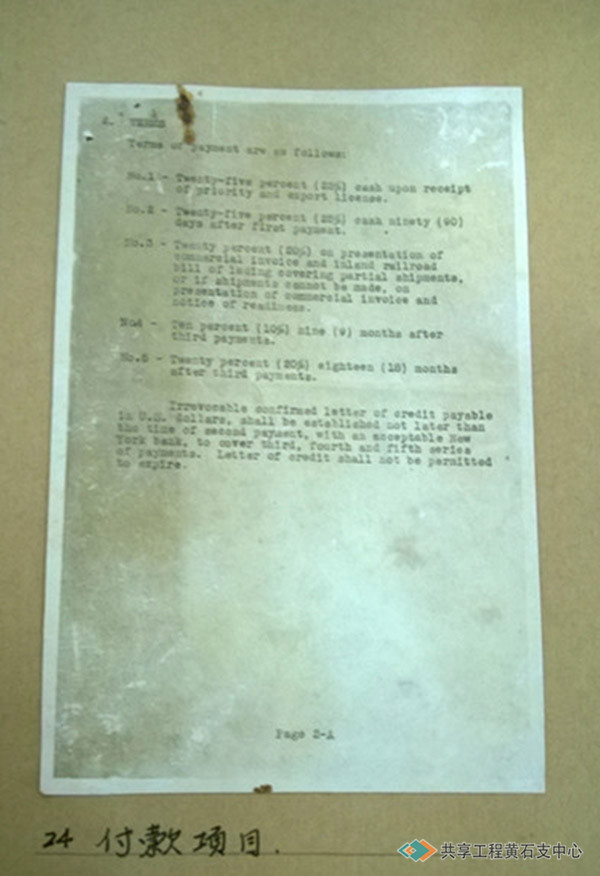 2. TERMS
Terms of payment are as follows:
No.1 - Twenty-five percent (25%) cash upon receipt
of priority and export license.
No.2 - Twenty-five percent (25%) cash ninety (90)
days after first payment.
No.3 - Twenty percent (20%) on presentation of
commercial invoice and inland railroad
bill of lading covering partial shipments,
or if shipments cannot be made, on
presentation of commercial invoice and
notice of readiness.
No4 - Ten percent (10%) nine (9) months after
third payments.
No.5 - Twenty percent (20%) eighteen (18) months
after third payments.
Irrevocable confirmed letter of credit payable
in U.S. dollars, shall be established not later than
the time of second payment, with an acceptable New
York bank, to cover third, fourth and fifth series
of payments. Letter of credit shall not be permitted
to expire.
Page 2-A
24 付款项目.
共享工程黄石支中心